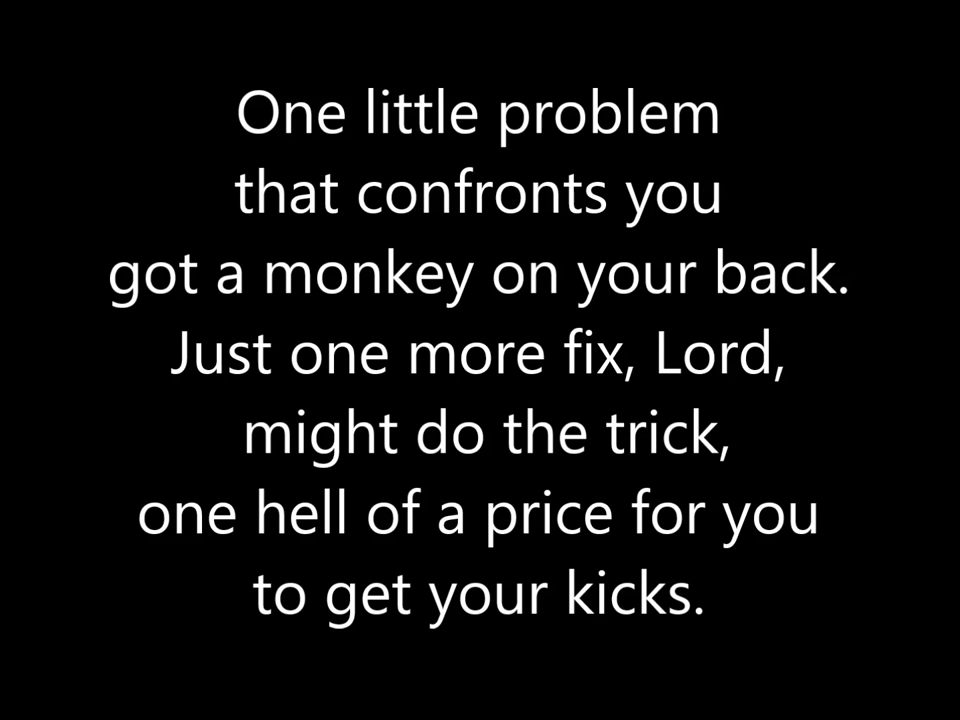 One little problem
that confronts you
got a monkey on your back.
Just one more fix, Lord,
might do the trick,
one hell of a price for you
to get your kicks.